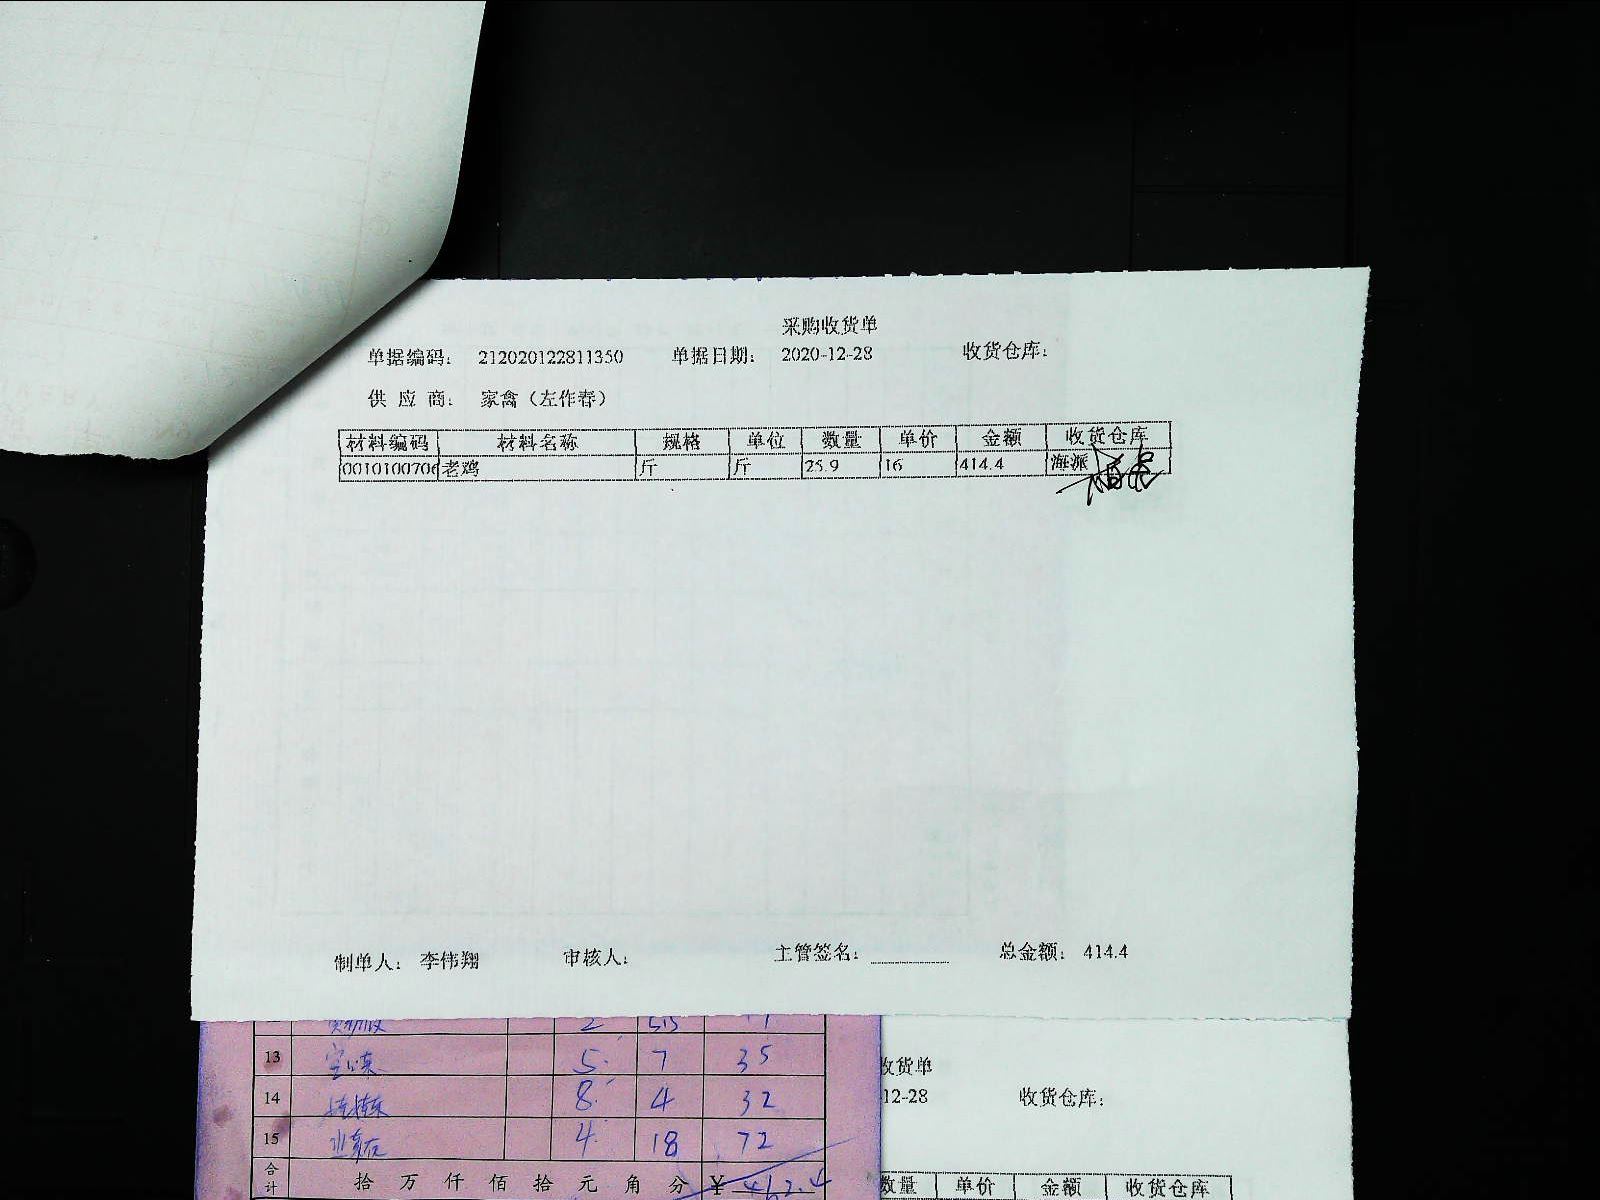 采购收货单
单据编码： 212020122811350 单据日期： 2020-12-28 收货仓库：
供 应 商： 家禽（左作春）
材料编码 材料名称 规格 单位 数量 单价 金额 收货仓库
0010100706 老鸡 斤 斤 25.9 16 414.4 海派
制单人： 李伟翔 审核人： 主管签名： 总金额： 414.4
2 5.5 11
13 5 7 35
14 8 4 32
15 4 18 72
合计 拾 万 仟 佰 拾 元 角 分 ¥
收货单
12-28 收货仓库：
数量 单价 金额 收货仓库